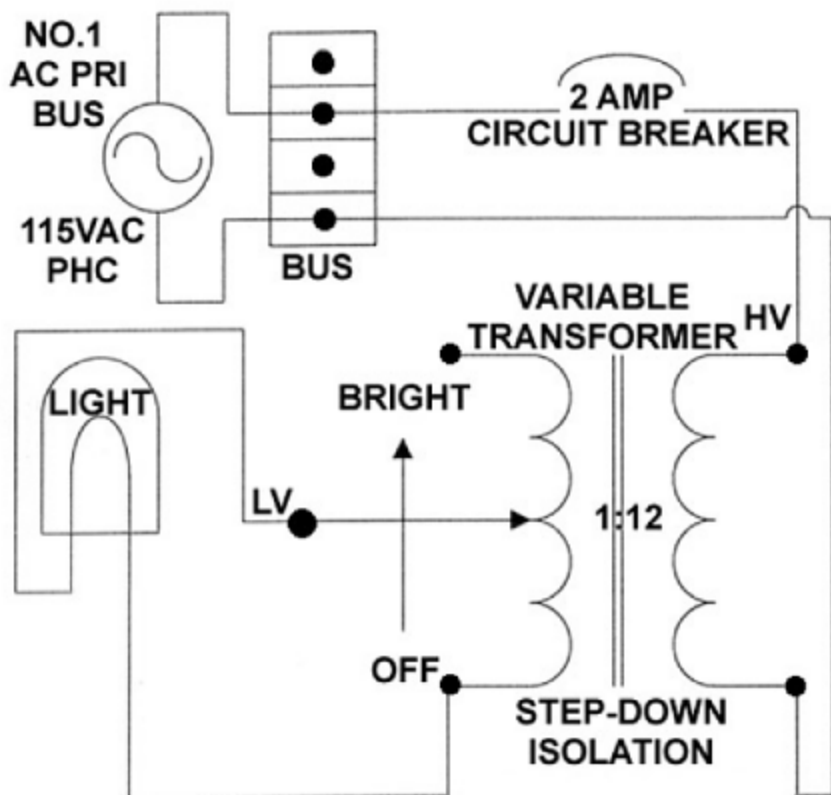 NO.1
AC PRI
BUS
115VAC
PHC
BUS
2 AMP
CIRCUIT BREAKER
VARIABLE
TRANSFORMER
HV
LIGHT
BRIGHT
LV
1:12
OFF
STEP-DOWN
ISOLATION